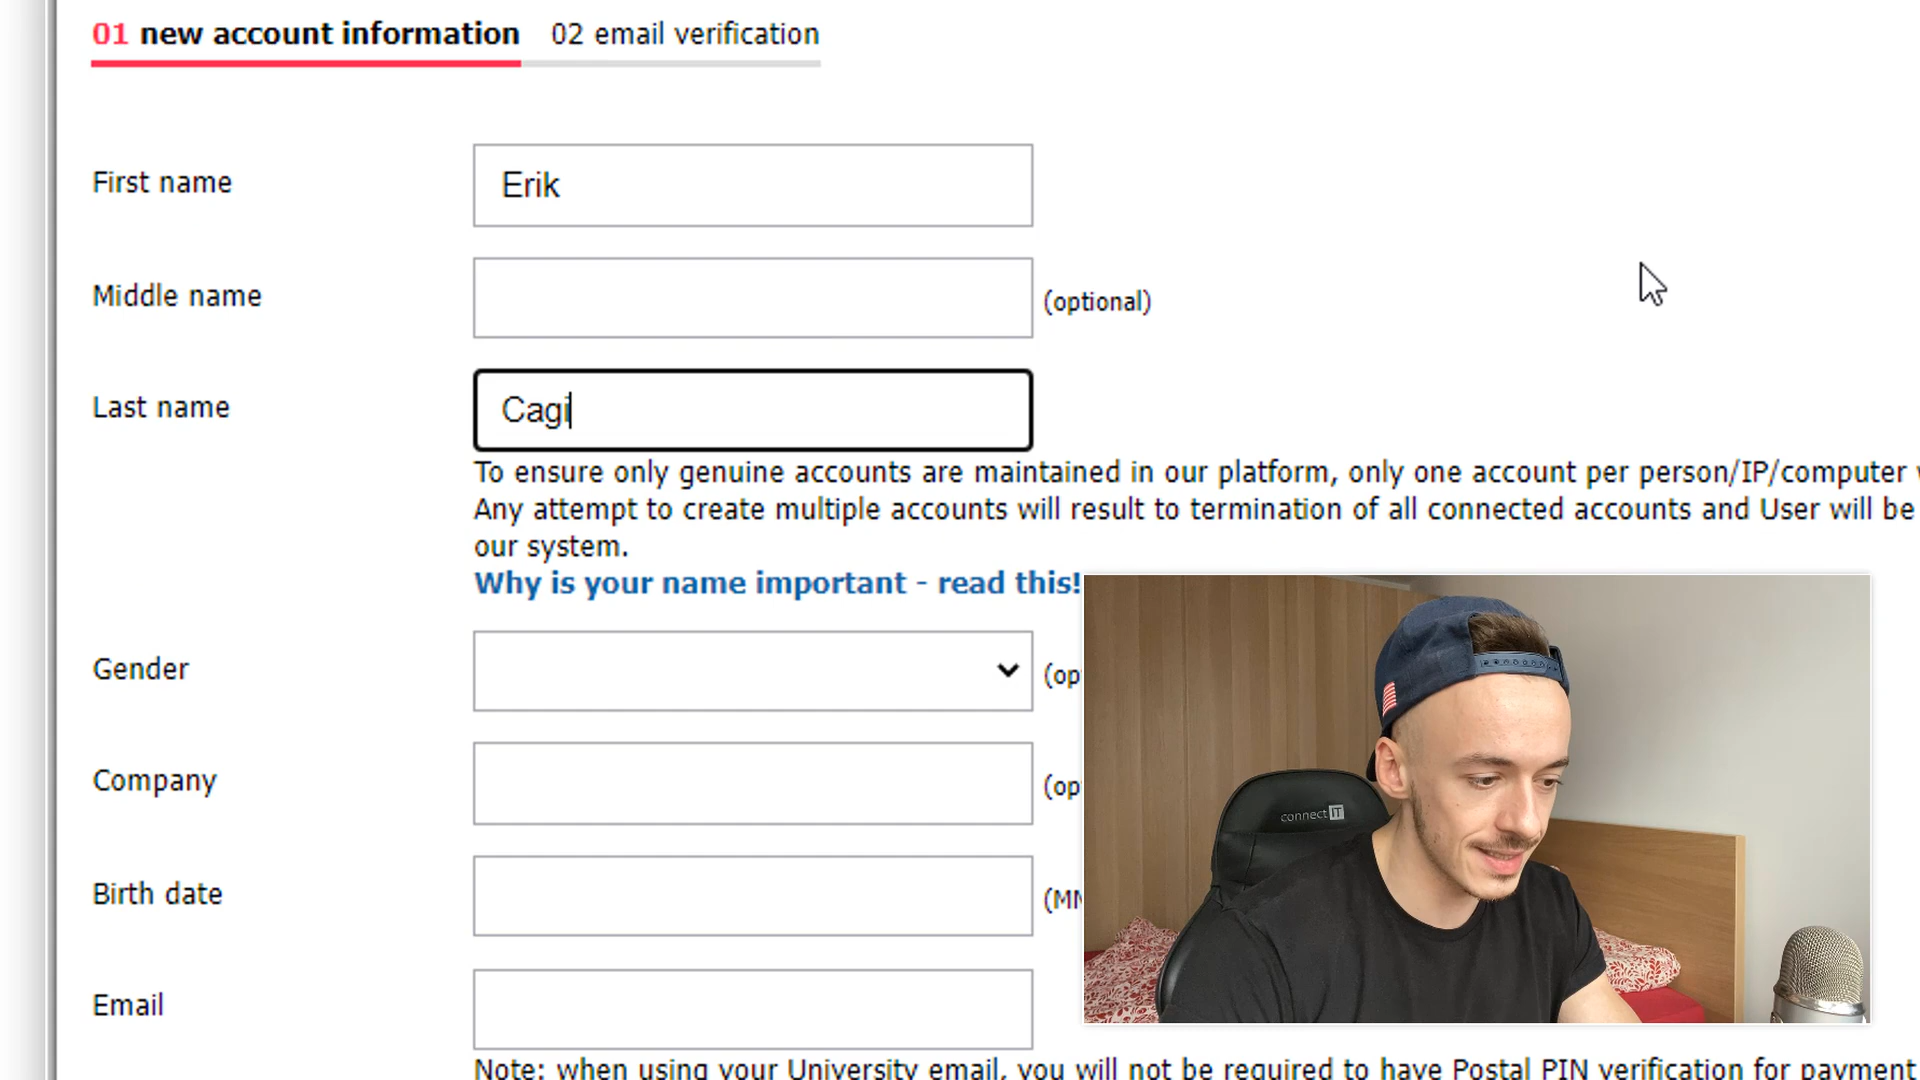 01 new account information 02 email verification
First name Erik
Middle name (optional)
Last name Cagi
To ensure only genuine accounts are maintained in our platform, only one account per person/IP/computer
Any attempt to create multiple accounts will result to termination of all connected accounts and User will be
our system.
Why is your name important - read this!
Gender (op
Company (op
connect IT
Birth date (MM
Email
Note: when using your University email, you will not be required to have Postal PIN verification for payment